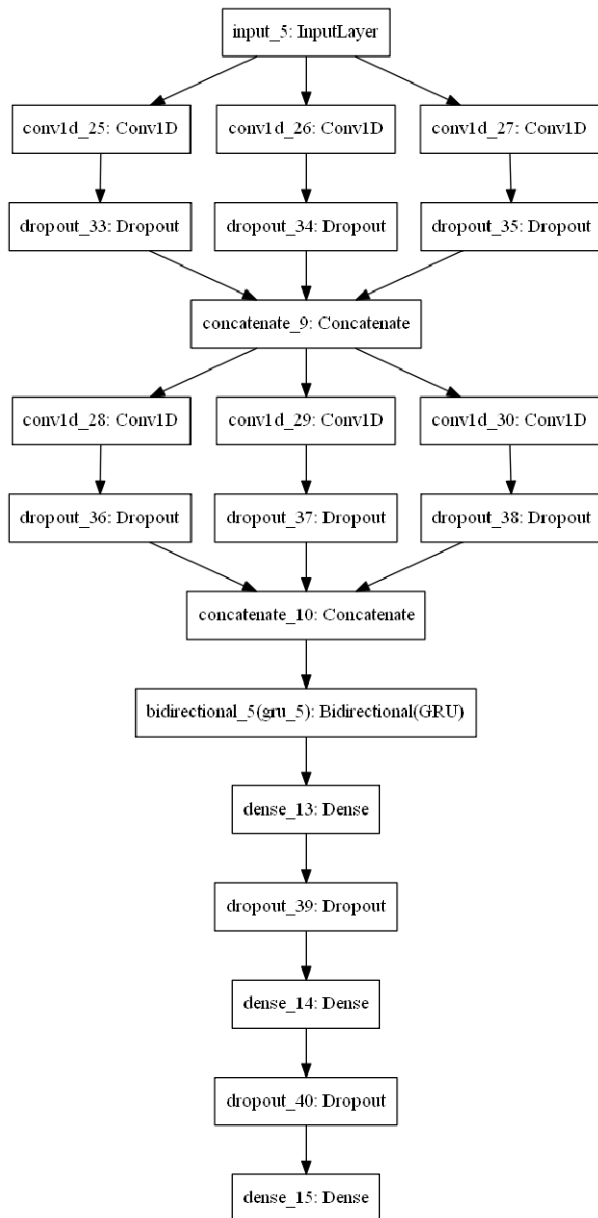 input_5: InputLayer
conv1d_25: Conv1D
conv1d_26: Conv1D
conv1d_27: Conv1D
dropout_33: Dropout
dropout_34: Dropout
dropout_35: Dropout
concatenate_9: Concatenate
conv1d_28: Conv1D
conv1d_29: Conv1D
conv1d_30: Conv1D
dropout_36: Dropout
dropout_37: Dropout
dropout_38: Dropout
concatenate_10: Concatenate
bidirectional_5(gru_5): Bidirectional(GRU)
dense_13: Dense
dropout_39: Dropout
dense_14: Dense
dropout_40: Dropout
dense_15: Dense